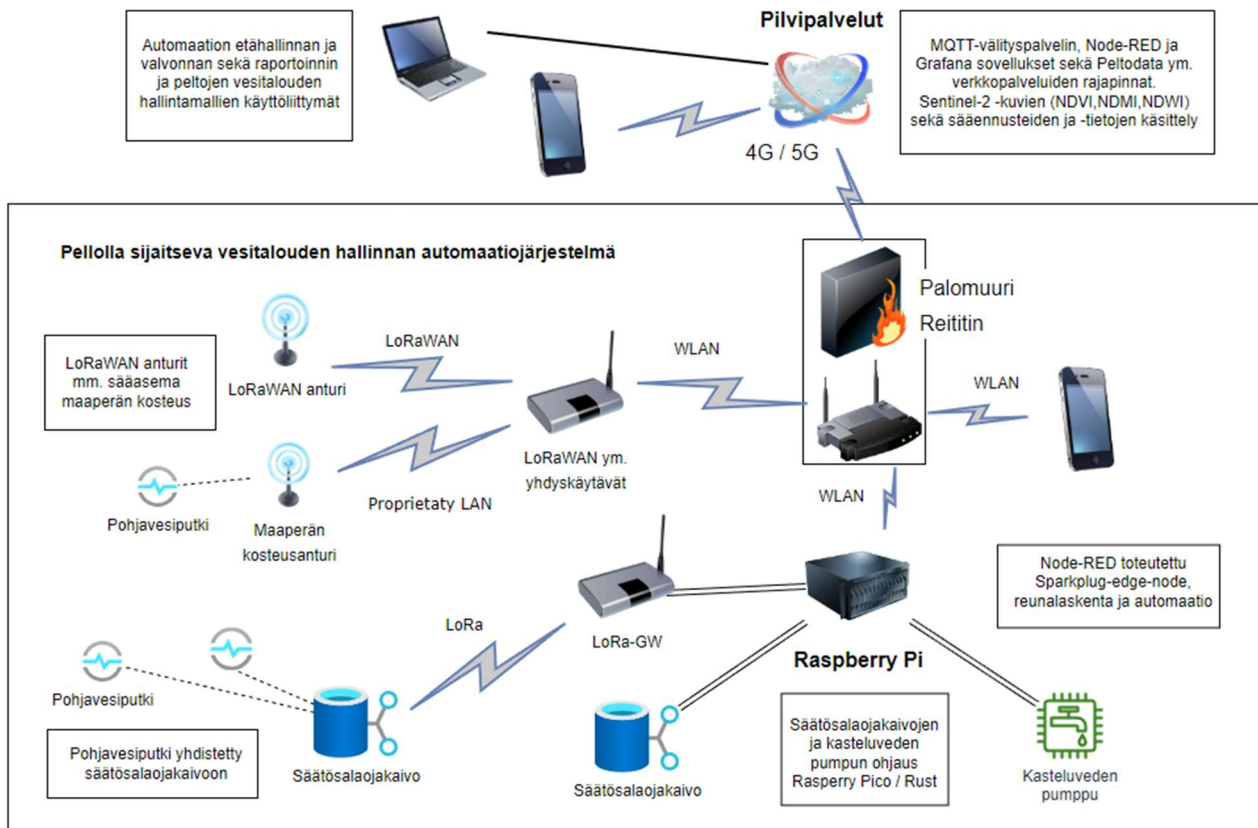 Pilvipalvelut
Automaation etähallinnan ja
valvonnan sekä raportoinnin
ja peltojen vesitalouden
hallintamallien käyttöliittymät
MQTT-välityspalvelin, Node-RED ja
Grafana sovellukset sekä Peltodata ym.
verkkopalveluiden rajapinnat.
Sentinel-2 -kuvien (NDVI,NDMI,NDWI)
sekä sääennusteiden ja -tietojen käsittely
4G / 5G
Pellolla sijaitseva vesitalouden hallinnan automaatiojärjestelmä
Palomuuri
Reititin
LoRaWAN anturit
mm. sääasema
maaperän kosteus
LoRaWAN anturi
LoRaWAN
WLAN
WLAN
LoRaWAN ym.
yhdyskäytävät
Pohjavesiputki
Maaperän
kosteusanturi
Proprietaty LAN
WLAN
Node-RED toteutettu
Sparkplug-edge-node,
reunalaskenta ja automaatio
LoRa
LoRa-GW
Raspberry Pi
Pohjavesiputki
Pohjavesiputki yhdistetty
säätösalaojakaivoon
Säätösalaojakaivo
Säätösalaojakaivo
Säätösalaojakaivojen
ja kasteluveden
pumpun ohjaus
Rasperry Pico / Rust
Kasteluveden
pumppu